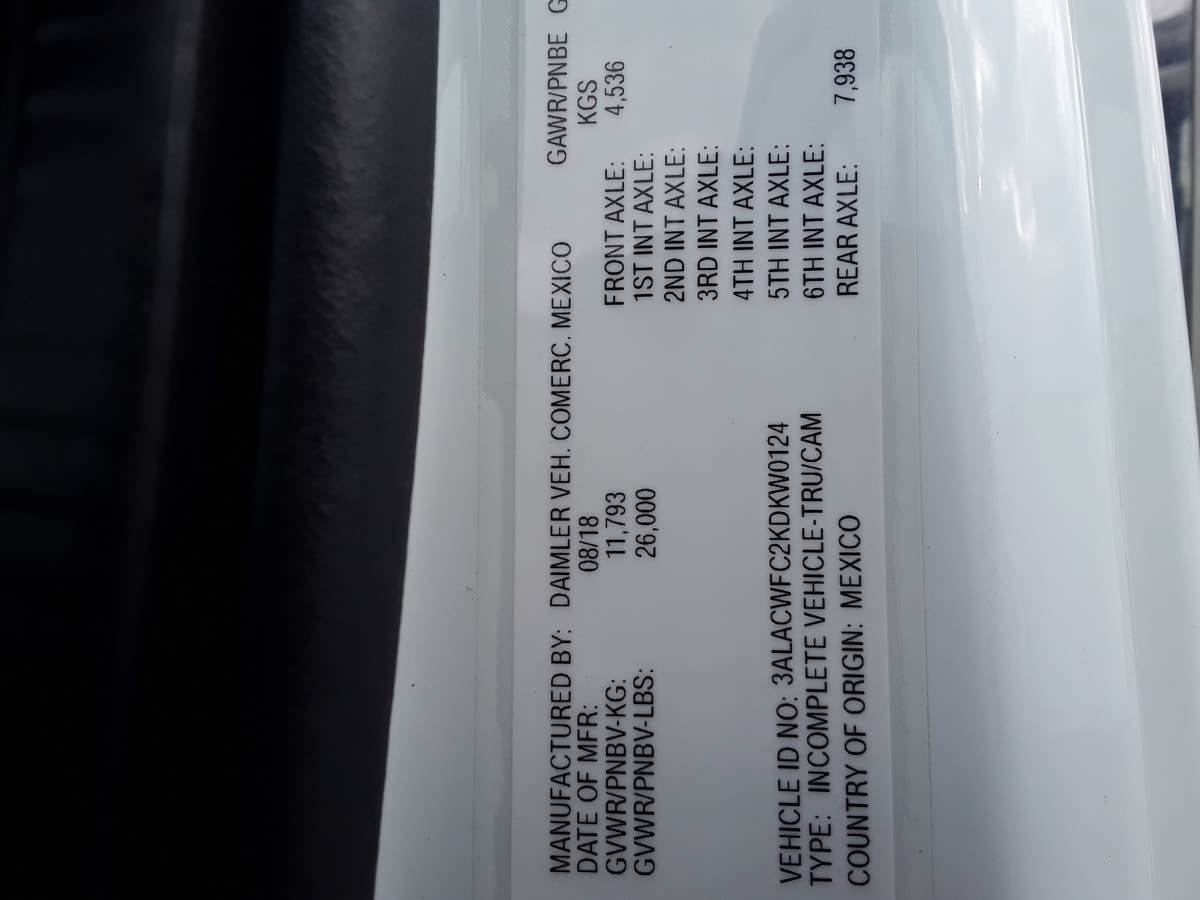 MANUFACTURED BY: DAIMLER VEH. COMERC. MEXICO GAWR/PNBE G
DATE OF MFR: 08/18 KGS
GVWR/PNBV-KG: 11,793 FRONT AXLE: 4,536
GVWR/PNBV-LBS: 26,000 1ST INT AXLE:
2ND INT AXLE:
3RD INT AXLE:
4TH INT AXLE:
VEHICLE ID NO: 3ALACWFC2KDKW0124 5TH INT AXLE:
TYPE: INCOMPLETE VEHICLE-TRU/CAM 6TH INT AXLE:
COUNTRY OF ORIGIN: MEXICO REAR AXLE: 7,938